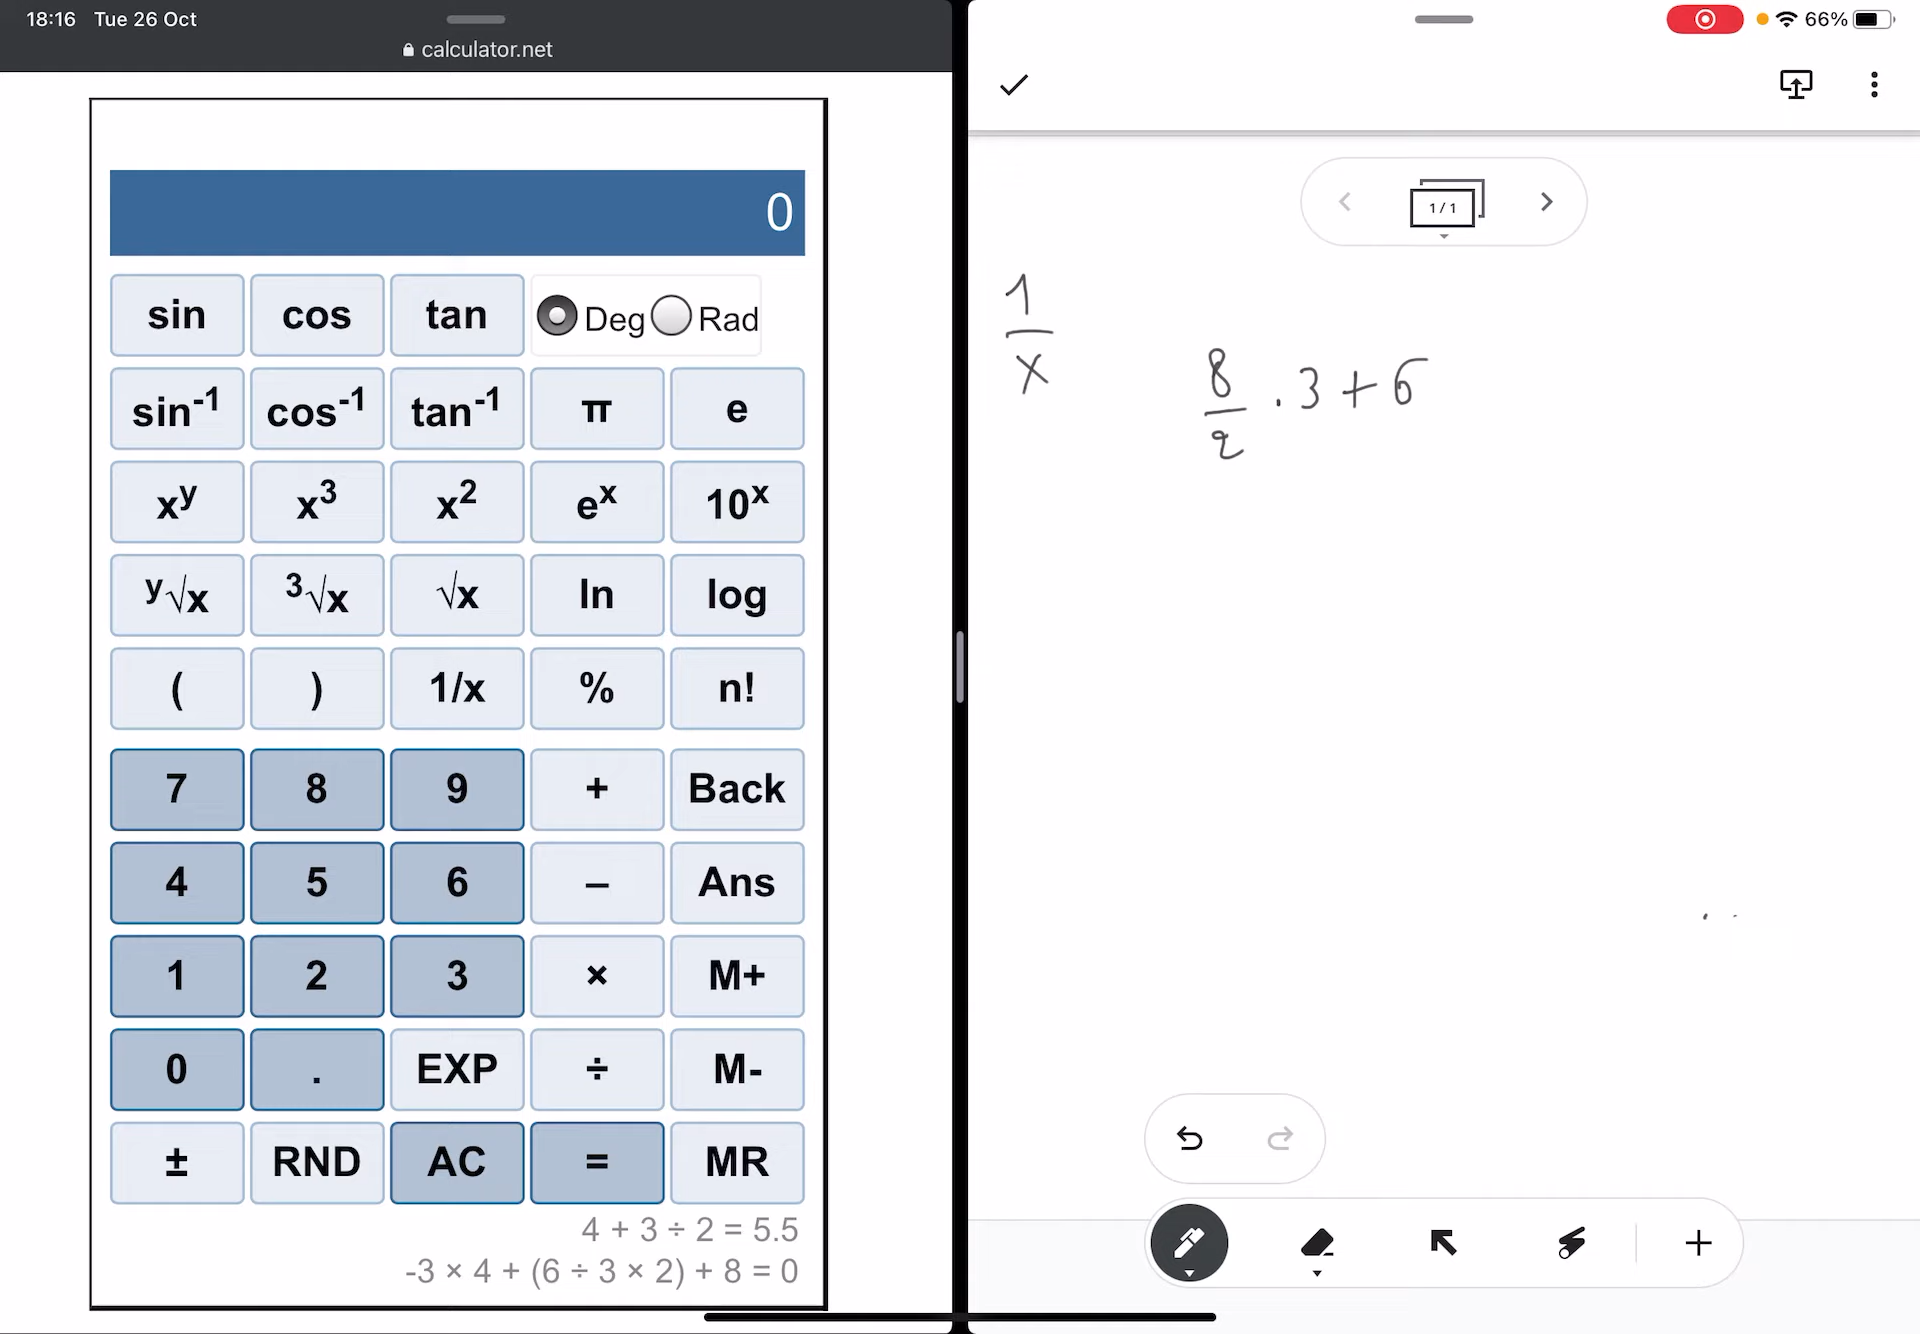 18:16 Tue 26 Oct
calculator.net
66%
0
sin cos tan Deg Rad
sin⁻¹ cos⁻¹ tan⁻¹ π e
xʸ x³ x² eˣ 10ˣ
ʸ√x ³√x √x ln log
( ) 1/x % n!
7 8 9 + Back
4 5 6 – Ans
1 2 3 × M+
0 . EXP ÷ M-
± RND AC = MR
4 + 3 ÷ 2 = 5.5
-3 × 4 + (6 ÷ 3 × 2) + 8 = 0
1/1
1/x
8/2 . 3 + 6